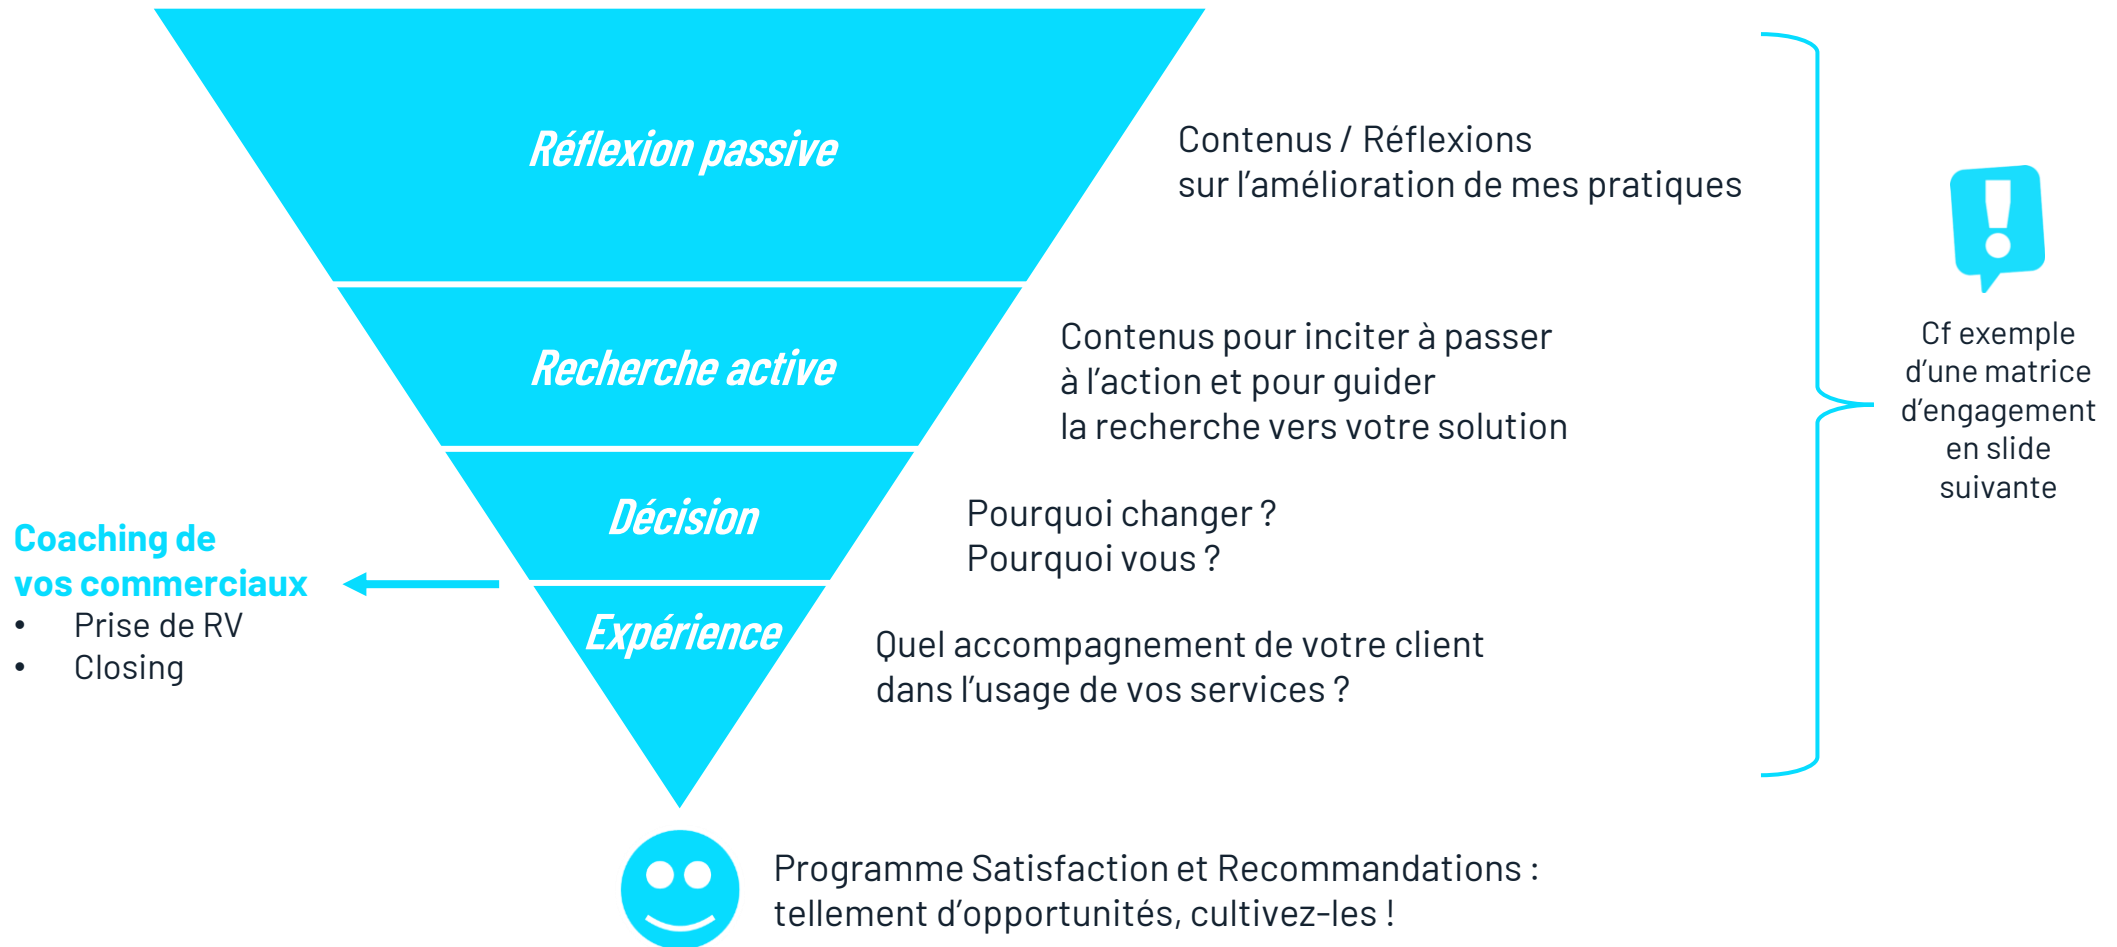 Réflexion passive
Contenus / Réflexions
sur l’amélioration de mes pratiques
Recherche active
Contenus pour inciter à passer
à l’action et pour guider
la recherche vers votre solution
Décision
Pourquoi changer ?
Pourquoi vous ?
Expérience
Quel accompagnement de votre client
dans l’usage de vos services ?
Coaching de
vos commerciaux
• Prise de RV
• Closing
!
Cf exemple
d’une matrice
d’engagement
en slide
suivante
Programme Satisfaction et Recommandations :
tellement d’opportunités, cultivez-les !